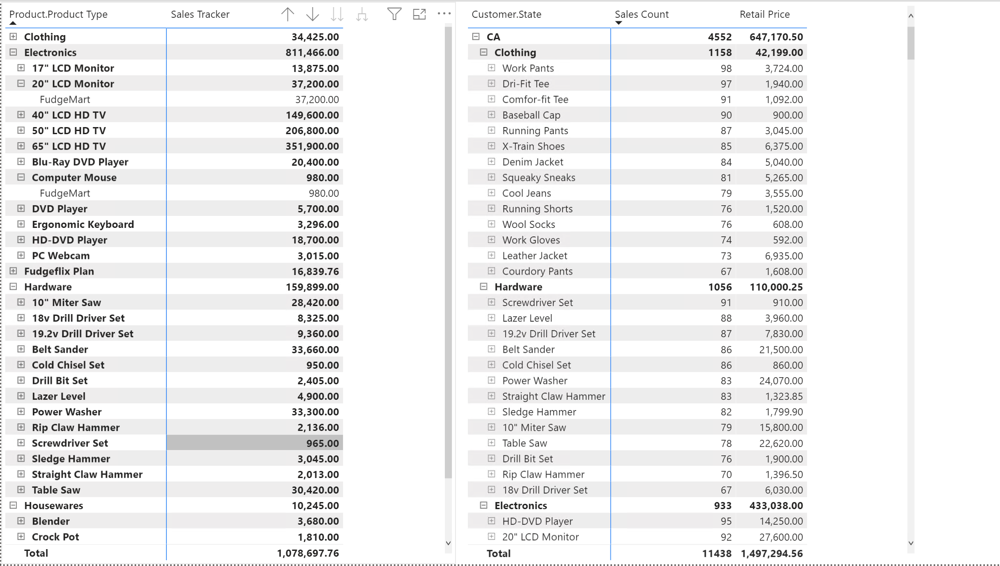 Product.Product Type Sales Tracker
Clothing 34,425.00
Electronics 811,466.00
17" LCD Monitor 13,875.00
20" LCD Monitor 37,200.00
FudgeMart 37,200.00
40" LCD HD TV 149,600.00
50" LCD HD TV 206,800.00
65" LCD HD TV 351,900.00
Blu-Ray DVD Player 20,400.00
Computer Mouse 980.00
FudgeMart 980.00
DVD Player 5,700.00
Ergonomic Keyboard 3,296.00
HD-DVD Player 18,700.00
PC Webcam 3,015.00
Fudgeflix Plan 16,839.76
Hardware 159,899.00
10" Miter Saw 28,420.00
18v Drill Driver Set 8,325.00
19.2v Drill Driver Set 9,360.00
Belt Sander 33,660.00
Cold Chisel Set 950.00
Drill Bit Set 2,405.00
Lazer Level 4,900.00
Power Washer 33,300.00
Rip Claw Hammer 2,136.00
Screwdriver Set 965.00
Sledge Hammer 3,045.00
Straight Claw Hammer 2,013.00
Table Saw 30,420.00
Housewares 10,245.00
Blender 3,680.00
Crock Pot 1,810.00
Total 1,078,697.76
Customer.State Sales Count Retail Price
CA 4552 647,170.50
Clothing 1158 42,199.00
Work Pants 98 3,724.00
Dri-Fit Tee 97 1,940.00
Comfor-fit Tee 91 1,092.00
Baseball Cap 90 900.00
Running Pants 87 3,045.00
X-Train Shoes 85 6,375.00
Denim Jacket 84 5,040.00
Squeaky Sneaks 81 5,265.00
Cool Jeans 79 3,555.00
Running Shorts 76 1,520.00
Wool Socks 76 608.00
Work Gloves 74 592.00
Leather Jacket 73 6,935.00
Courdory Pants 67 1,608.00
Hardware 1056 110,000.25
Screwdriver Set 91 910.00
Lazer Level 88 3,960.00
19.2v Drill Driver Set 87 7,830.00
Belt Sander 86 21,500.00
Cold Chisel Set 86 860.00
Power Washer 83 24,070.00
Straight Claw Hammer 83 1,323.85
Sledge Hammer 82 1,799.90
10" Miter Saw 79 15,800.00
Table Saw 78 22,620.00
Drill Bit Set 76 1,900.00
Rip Claw Hammer 70 1,396.50
18v Drill Driver Set 67 6,030.00
Electronics 933 433,038.00
HD-DVD Player 95 14,250.00
20" LCD Monitor 92 27,600.00
Total 11438 1,497,294.56